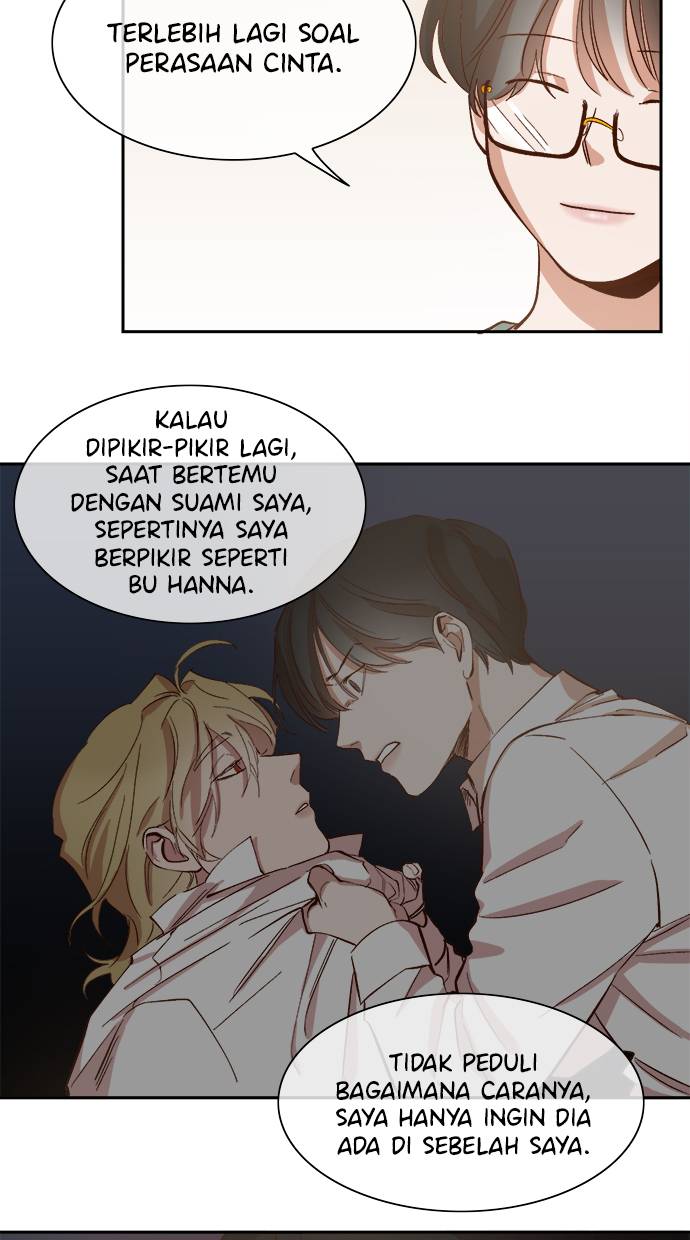 TERLEBIH LAGI SOAL
PERASAAN CINTA.
KALAU
DIPIKIR-PIKIR LAGI,
SAAT BERTEMU
DENGAN SUAMI SAYA,
SEPERTINYA SAYA
BERPIKIR SEPERTI
BU HANNA.
TIDAK PEDULI
BAGAIMANA CARANYA,
SAYA HANYA INGIN DIA
ADA DI SEBELAH SAYA.